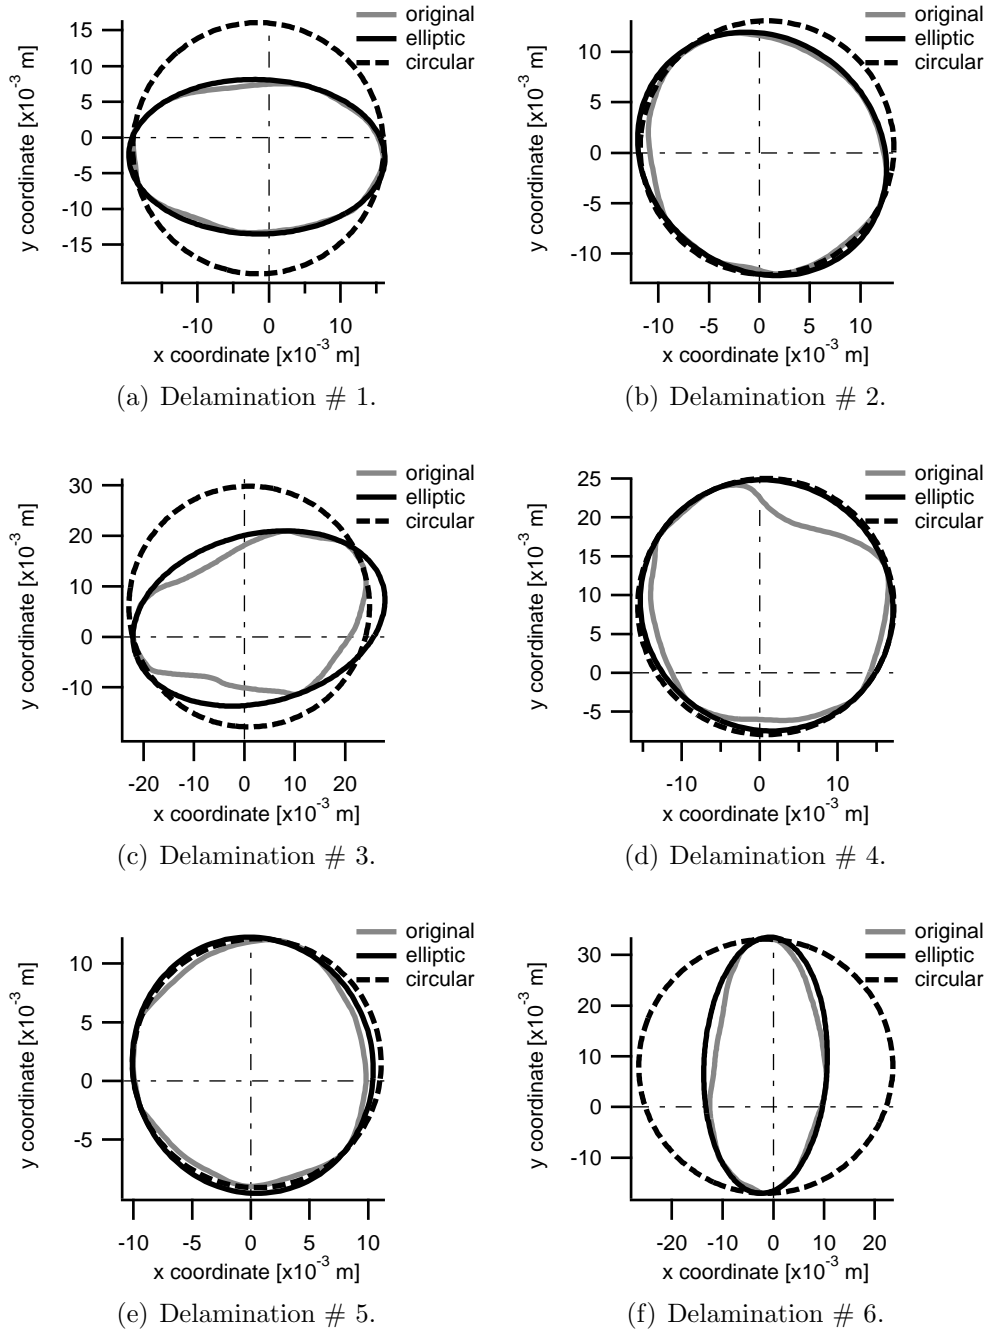 original
elliptic
circular
15
10
5
0
-5
-10
-15
y coordinate [x10-3 m]
-10 0 10
x coordinate [x10-3 m]
(a) Delamination # 1.
original
elliptic
circular
10
5
0
-5
-10
y coordinate [x10-3 m]
-10 -5 0 5 10
x coordinate [x10-3 m]
(b) Delamination # 2.
original
elliptic
circular
30
20
10
0
-10
y coordinate [x10-3 m]
-20 -10 0 10 20
x coordinate [x10-3 m]
(c) Delamination # 3.
original
elliptic
circular
25
20
15
10
5
0
-5
y coordinate [x10-3 m]
-10 0 10
x coordinate [x10-3 m]
(d) Delamination # 4.
original
elliptic
circular
10
5
0
-5
y coordinate [x10-3 m]
-10 -5 0 5 10
x coordinate [x10-3 m]
(e) Delamination # 5.
original
elliptic
circular
30
20
10
0
-10
y coordinate [x10-3 m]
-20 -10 0 10 20
x coordinate [x10-3 m]
(f) Delamination # 6.